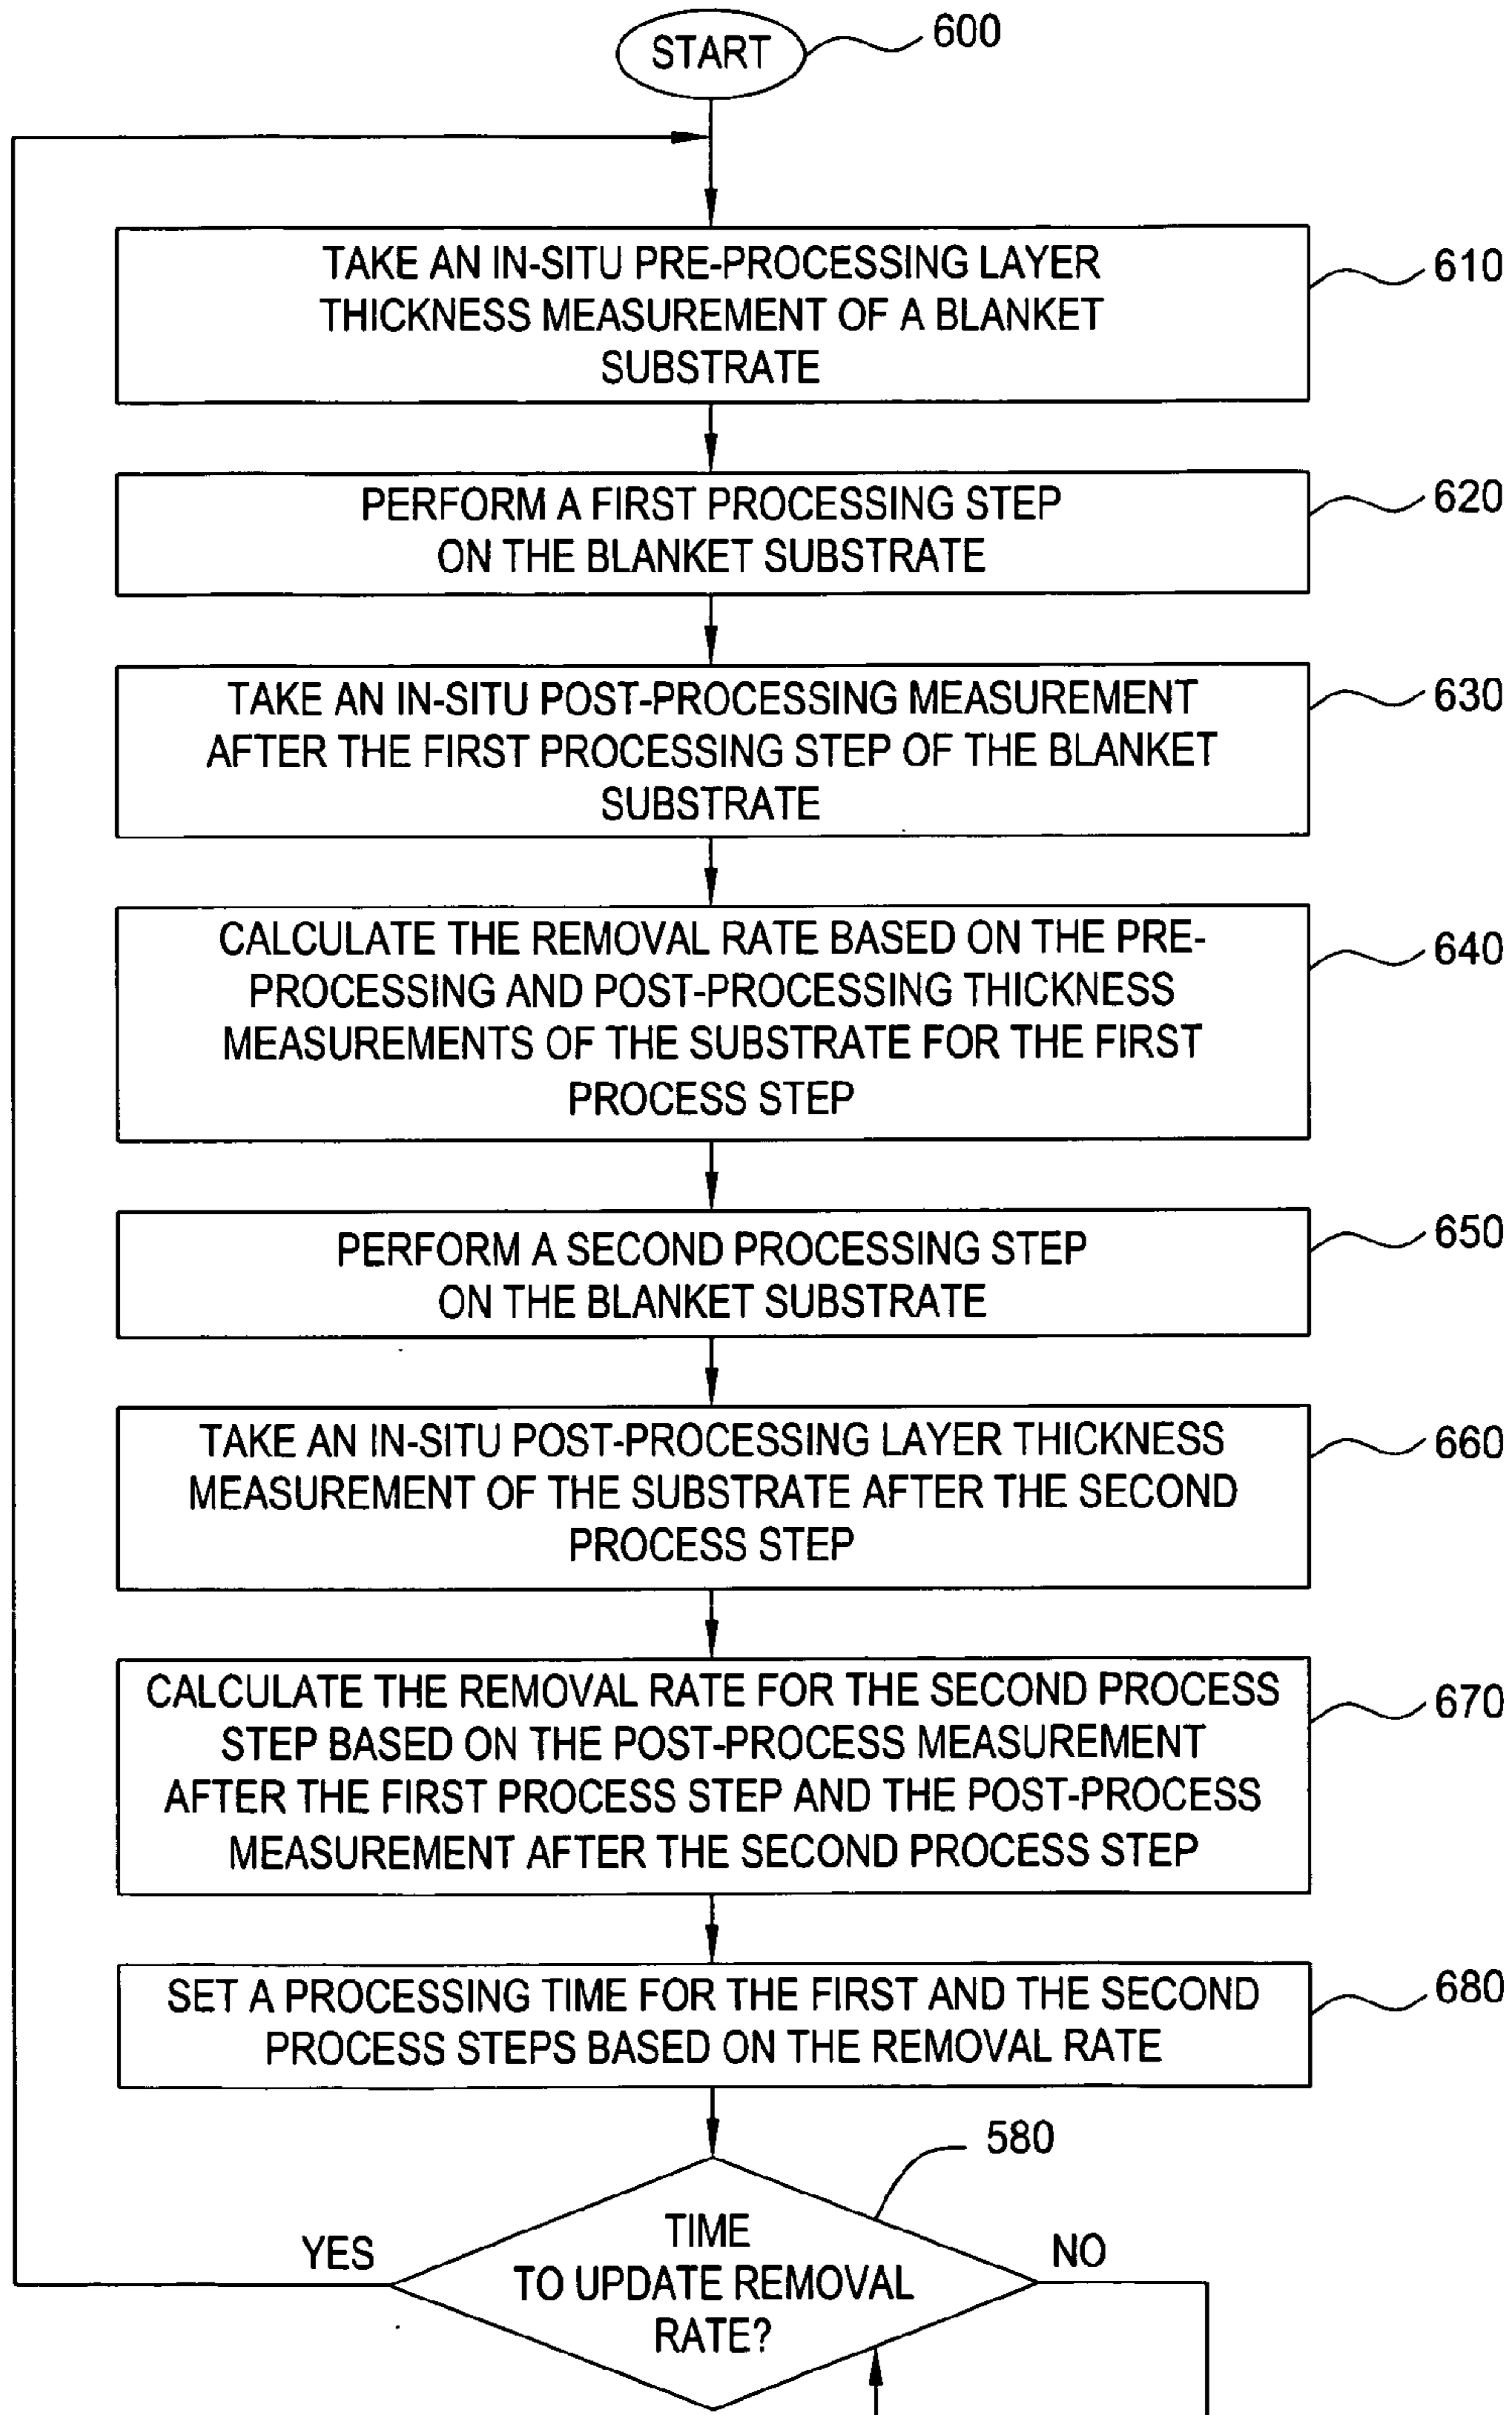 START
600
TAKE AN IN-SITU PRE-PROCESSING LAYER
THICKNESS MEASUREMENT OF A BLANKET
SUBSTRATE
610
PERFORM A FIRST PROCESSING STEP
ON THE BLANKET SUBSTRATE
620
TAKE AN IN-SITU POST-PROCESSING MEASUREMENT
AFTER THE FIRST PROCESSING STEP OF THE BLANKET
SUBSTRATE
630
CALCULATE THE REMOVAL RATE BASED ON THE PRE-
PROCESSING AND POST-PROCESSING THICKNESS
MEASUREMENTS OF THE SUBSTRATE FOR THE FIRST
PROCESS STEP
640
PERFORM A SECOND PROCESSING STEP
ON THE BLANKET SUBSTRATE
650
TAKE AN IN-SITU POST-PROCESSING LAYER THICKNESS
MEASUREMENT OF THE SUBSTRATE AFTER THE SECOND
PROCESS STEP
660
CALCULATE THE REMOVAL RATE FOR THE SECOND PROCESS
STEP BASED ON THE POST-PROCESS MEASUREMENT
AFTER THE FIRST PROCESS STEP AND THE POST-PROCESS
MEASUREMENT AFTER THE SECOND PROCESS STEP
670
SET A PROCESSING TIME FOR THE FIRST AND THE SECOND
PROCESS STEPS BASED ON THE REMOVAL RATE
680
580
YES
TIME
TO UPDATE REMOVAL
RATE?
NO